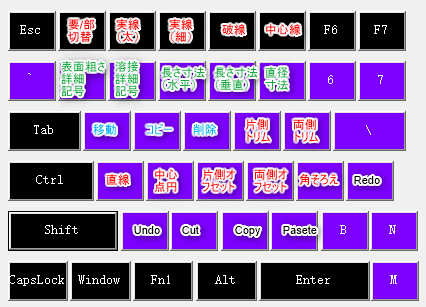 Esc 要/部切替 実線(太) 実線(細) 破線 中心線 F6 F7
` 表面粗さ詳細記号 溶接詳細記号 長さ寸法(水平) 長さ寸法(垂直) 直径寸法 6 7
Tab 移動 コピー 削除 片側トリム 両側トリム \
Ctrl 直線 中心点円 片側オフセット 両側オフセット 角そろえ Redo
Shift Undo Cut Copy Pasete B N
CapsLock Window Fn1 Alt Enter M